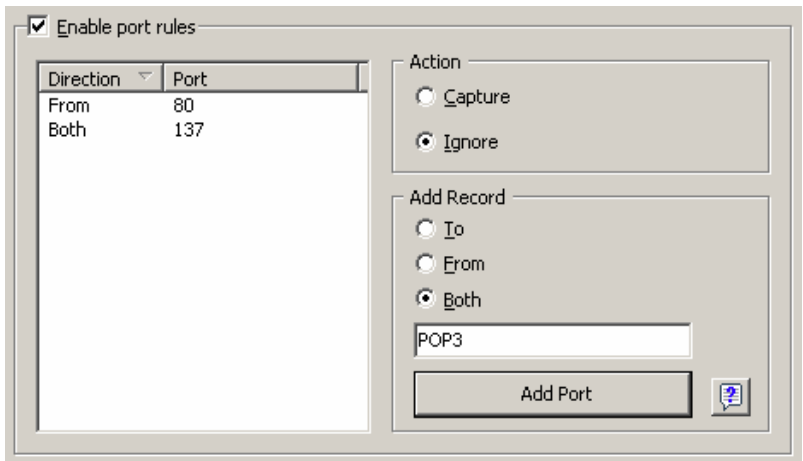 Enable port rules
Direction Port
From 80
Both 137
Action
Capture
Ignore
Add Record
To
From
Both
POP3
Add Port
?